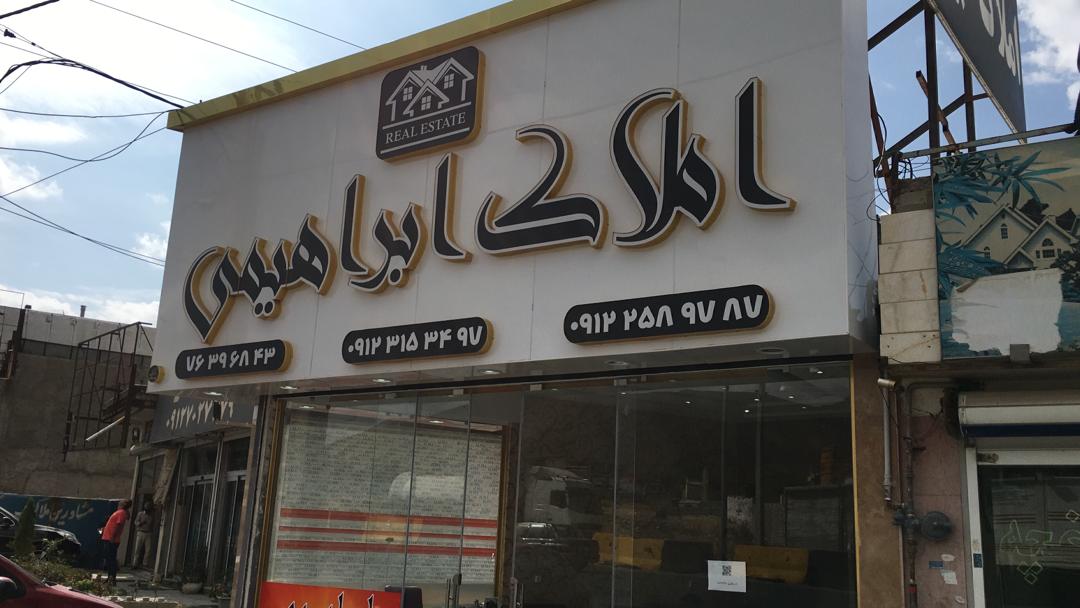 REAL ESTATE
املاک ابراهیمی
۰۹۱۲ ۲۵۸ ۹۷ ۸۷
۰۹۱۲ ۳۱۵ ۳۴ ۹۷
۷۶ ۳۹ ۶۸ ۴۳